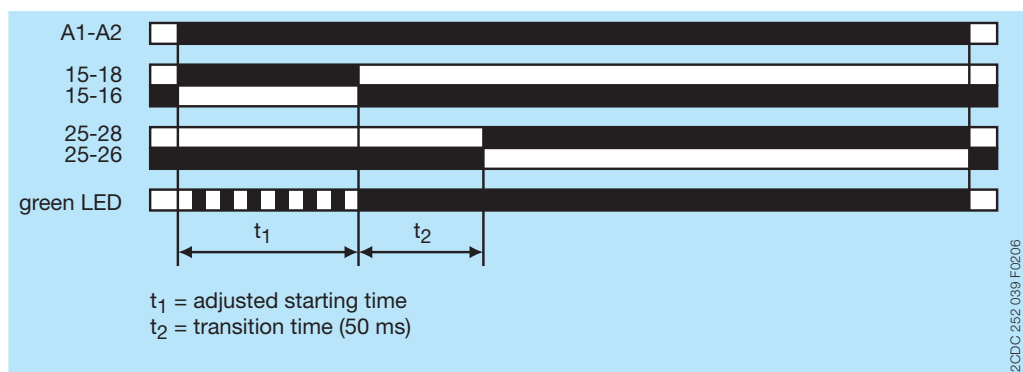 A1-A2
15-18
15-16
25-28
25-26
green LED
t₁
t₂
t₁ = adjusted starting time
t₂ = transition time (50 ms)
2CDC 252 039 F0206